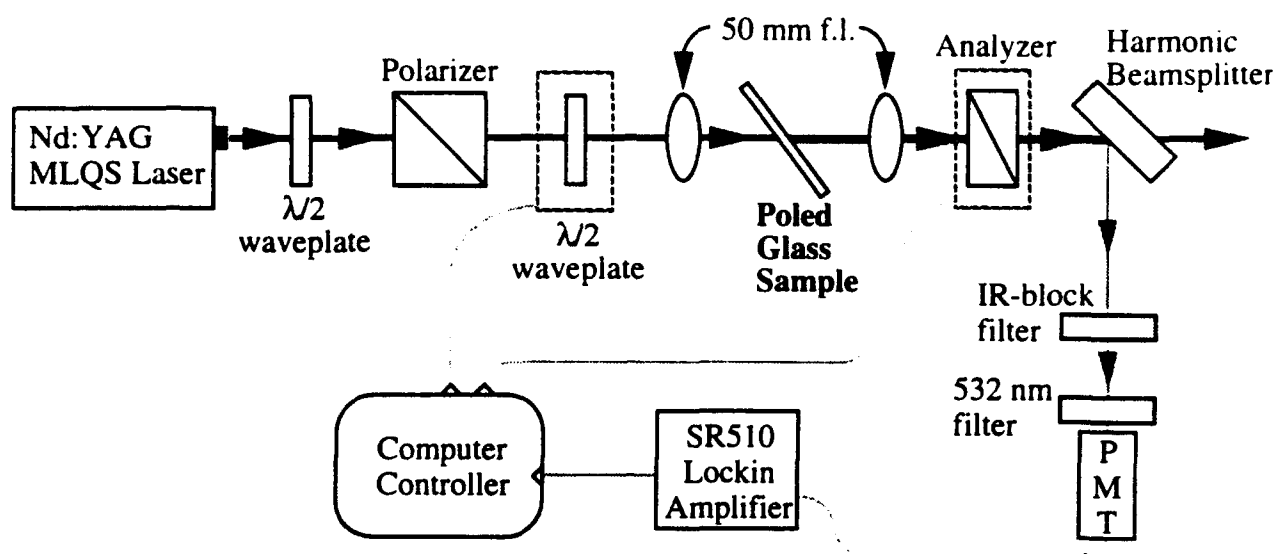 50 mm f.l.
Analyzer
Harmonic
Beamsplitter
Polarizer
Nd:YAG
MLQS Laser
λ/2
waveplate
λ/2
waveplate
Poled
Glass
Sample
IR-block
filter
532 nm
filter
Computer
Controller
SR510
Lockin
Amplifier
P
M
T